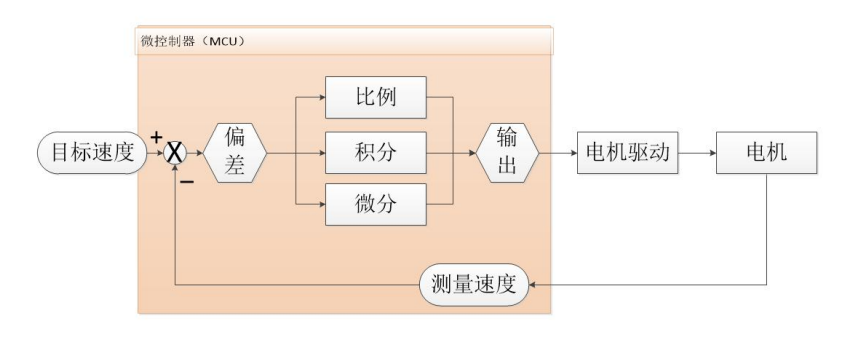 微控制器（MCU）
比例
目标速度
+
X
−
偏
差
积分
输
出
电机驱动
电机
微分
测量速度